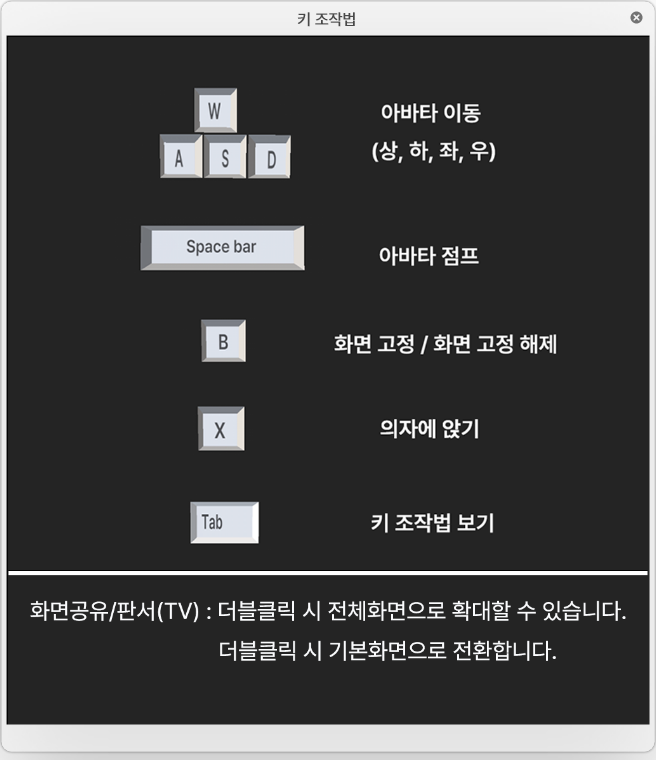 키 조작법
W
A S D
아바타 이동
(상, 하, 좌, 우)
Space bar
아바타 점프
B
화면 고정 / 화면 고정 해제
X
의자에 앉기
Tab
키 조작법 보기
화면공유/판서(TV) : 더블클릭 시 전체화면으로 확대할 수 있습니다.
더블클릭 시 기본화면으로 전환합니다.